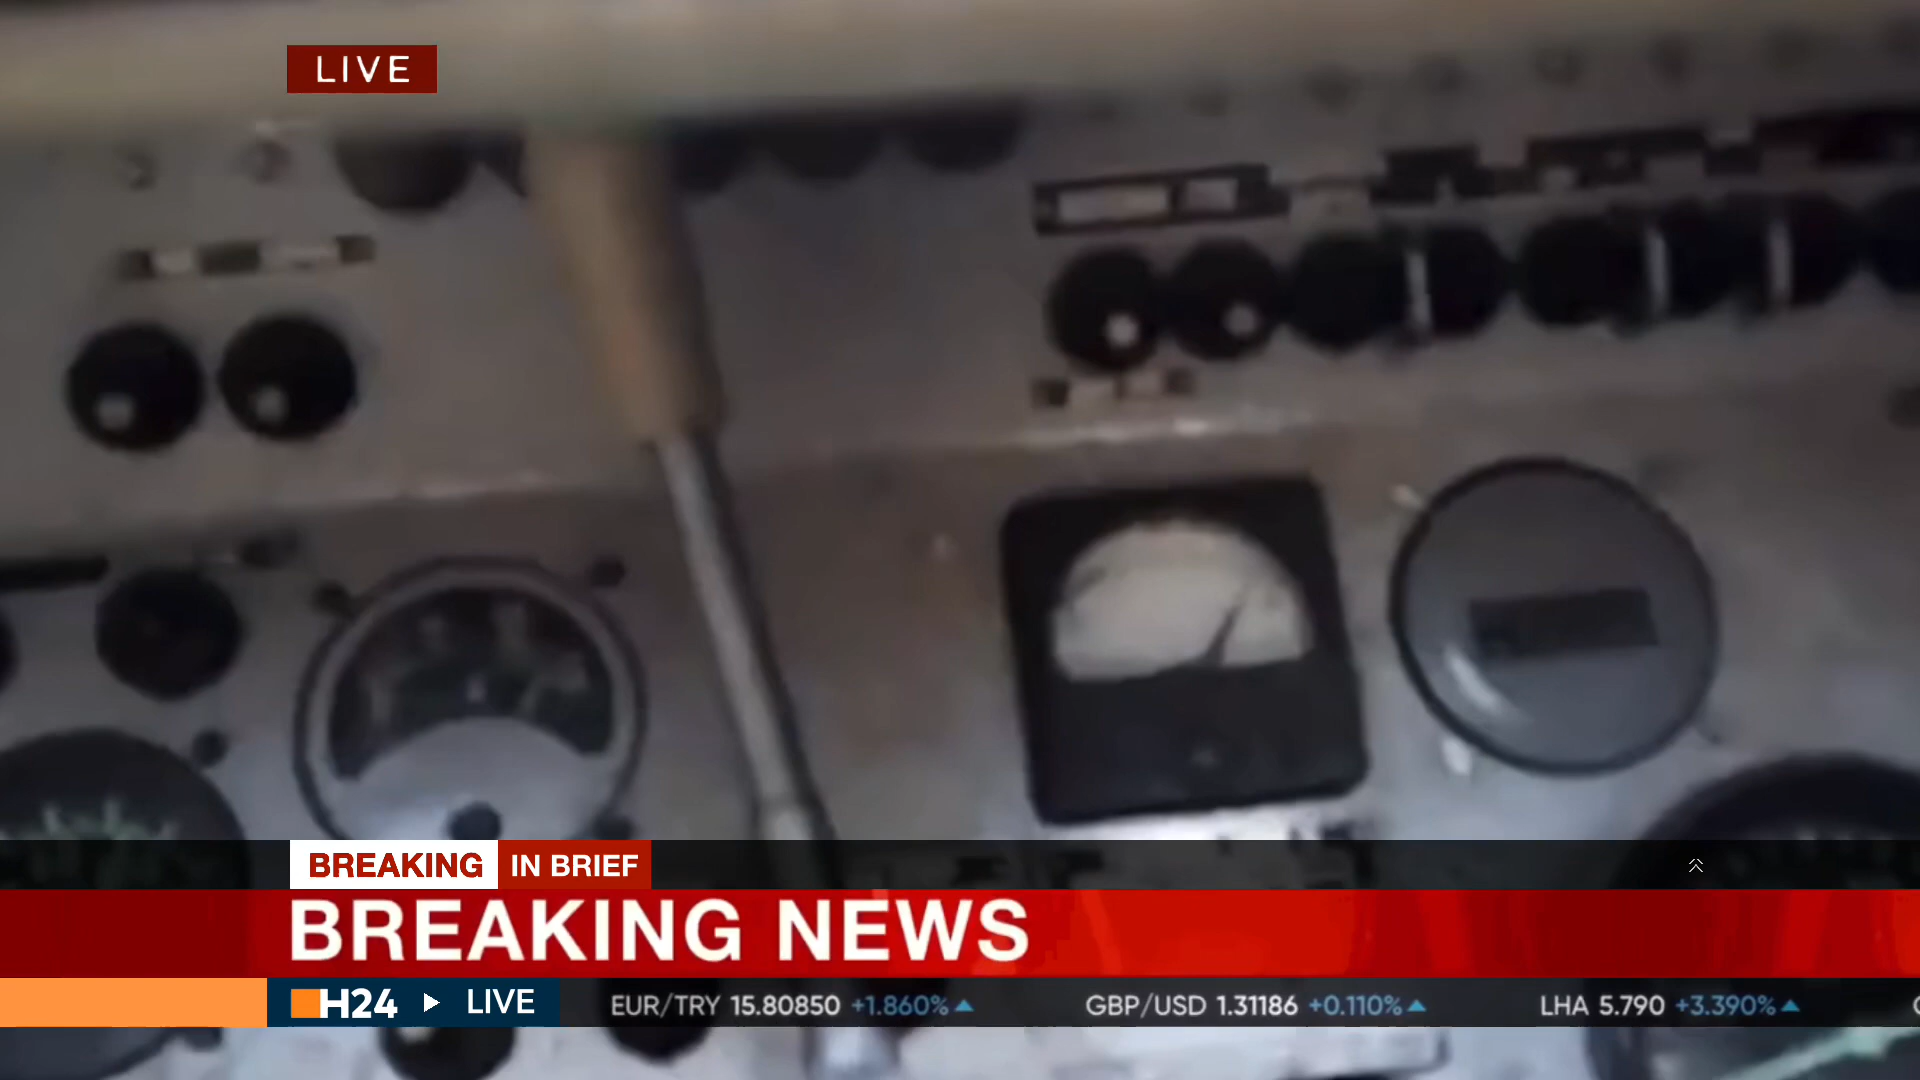 LIVE
BREAKING IN BRIEF
BREAKING NEWS
H24 LIVE
EUR/TRY 15.80850 +1.860% GBP/USD 1.31186 +0.110% LHA 5.790 +3.390%